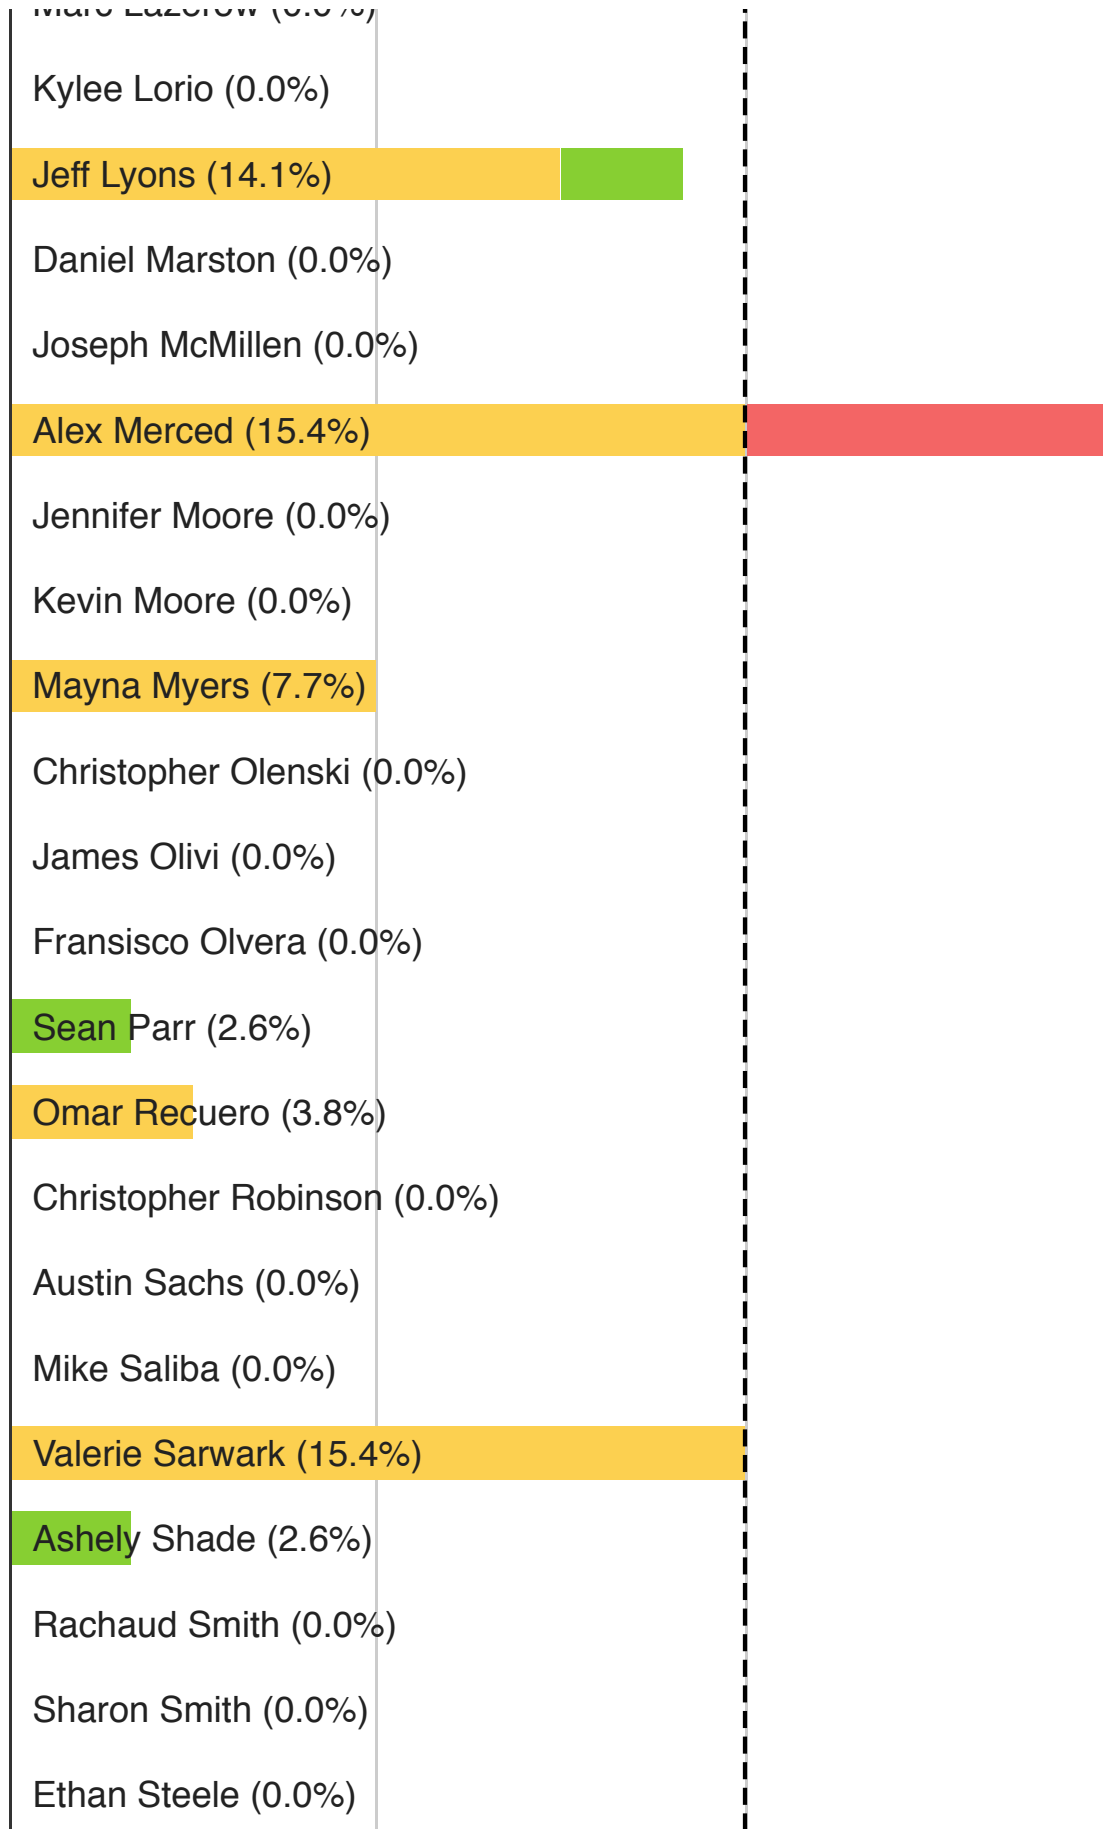 Marc Lazerow (0.0%)
Kylee Lorio (0.0%)
Jeff Lyons (14.1%)
Daniel Marston (0.0%)
Joseph McMillen (0.0%)
Alex Merced (15.4%)
Jennifer Moore (0.0%)
Kevin Moore (0.0%)
Mayna Myers (7.7%)
Christopher Olenski (0.0%)
James Olivi (0.0%)
Fransisco Olvera (0.0%)
Sean Parr (2.6%)
Omar Recuero (3.8%)
Christopher Robinson (0.0%)
Austin Sachs (0.0%)
Mike Saliba (0.0%)
Valerie Sarwark (15.4%)
Ashely Shade (2.6%)
Rachaud Smith (0.0%)
Sharon Smith (0.0%)
Ethan Steele (0.0%)